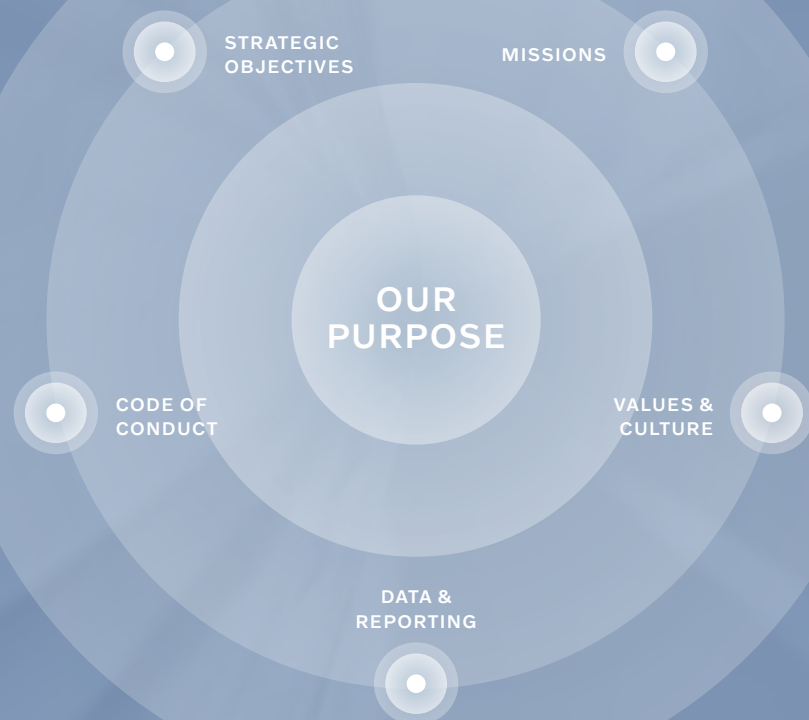 STRATEGIC
OBJECTIVES
MISSIONS
OUR
PURPOSE
CODE OF
CONDUCT
VALUES &
CULTURE
DATA &
REPORTING